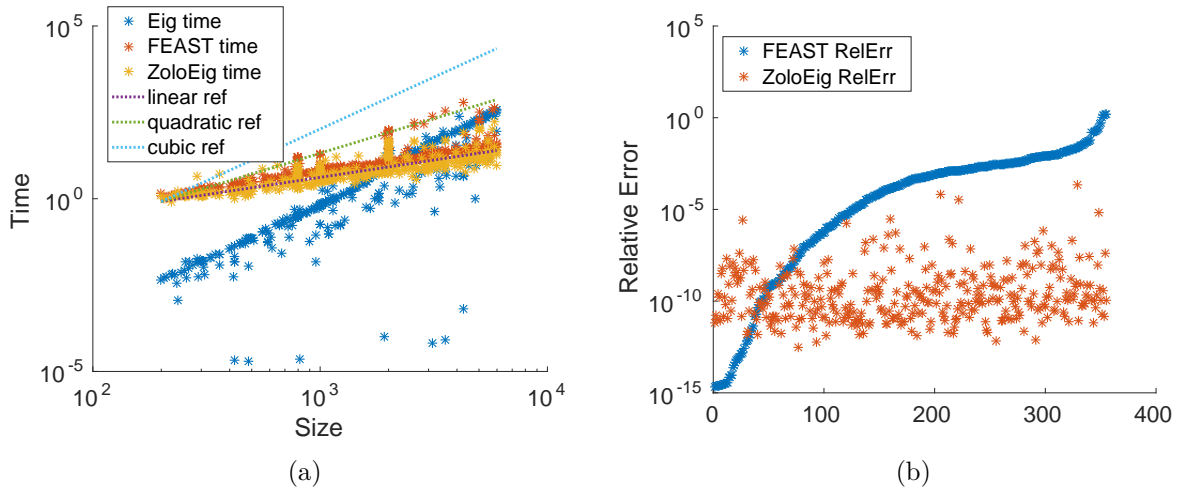 Eig time
FEAST time
ZoloEig time
linear ref
quadratic ref
cubic ref
10^5
10^0
10^-5
Time
10^2
10^3
10^4
Size
(a)
FEAST RelErr
ZoloEig RelErr
10^5
10^0
10^-5
10^-10
10^-15
Relative Error
0
100
200
300
400
(b)